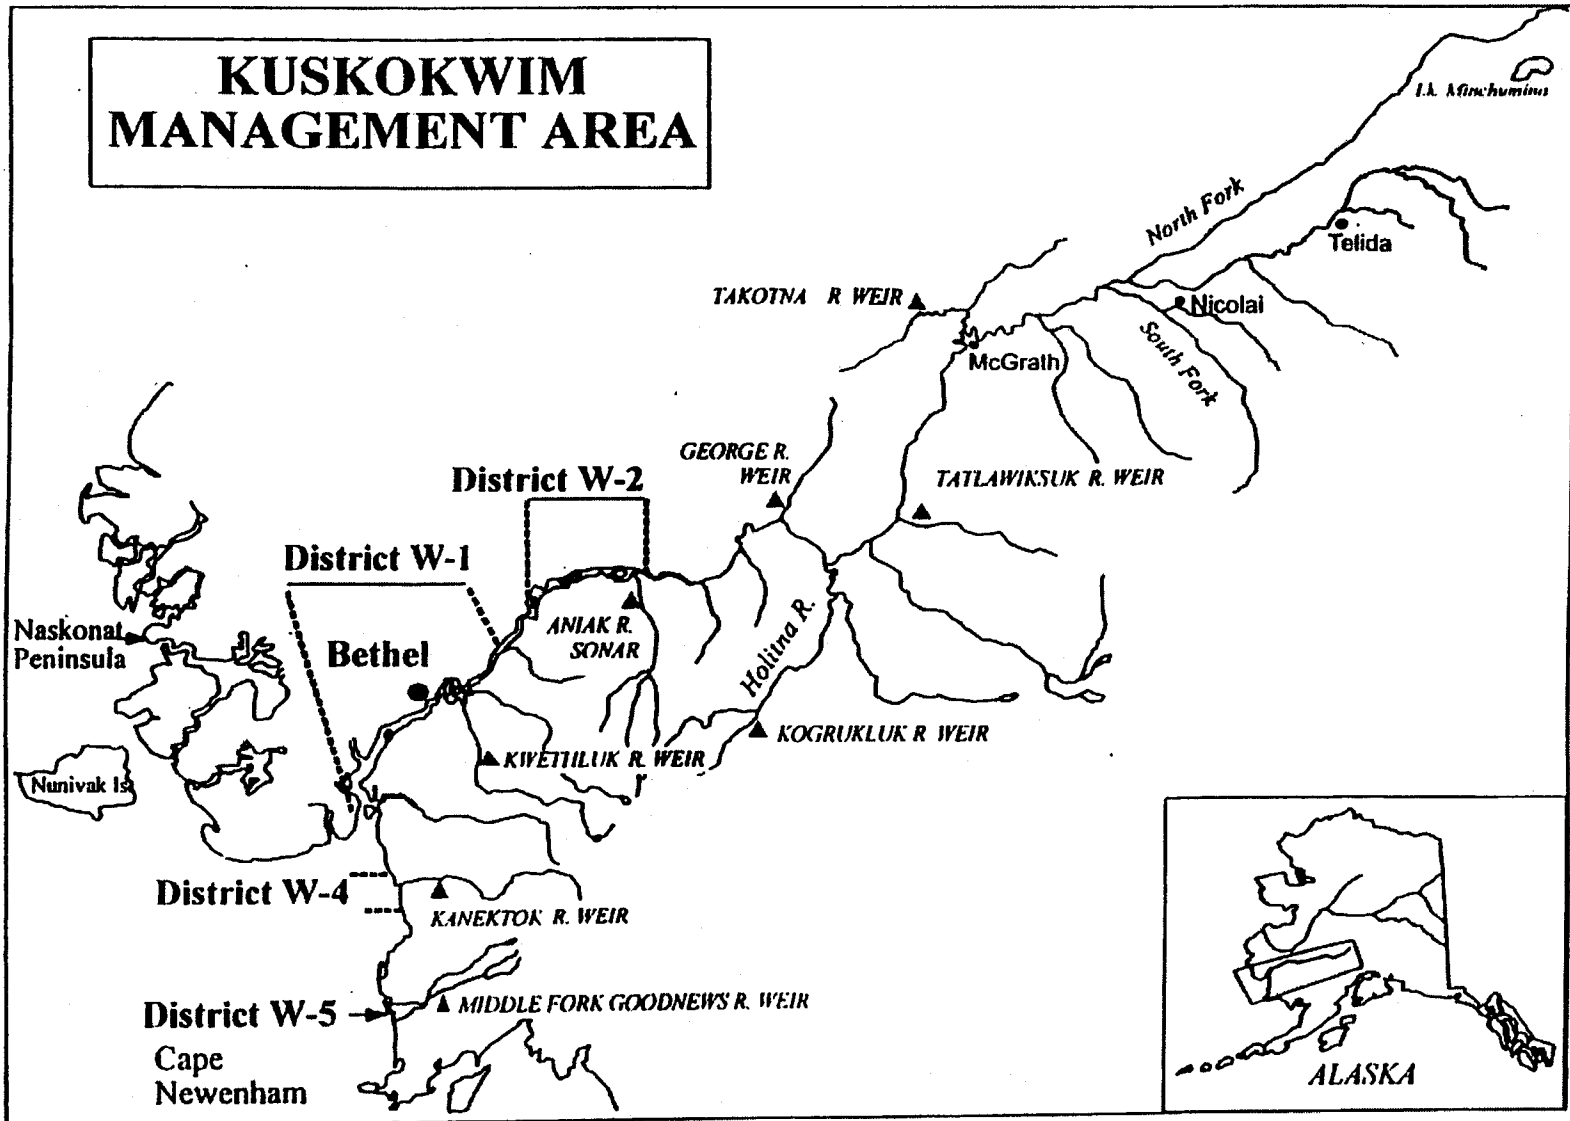 KUSKOKWIM
MANAGEMENT AREA
Lk. Minchumina
North Fork
Telida
TAKOTNA R WEIR
Nicolai
McGrath
South Fork
GEORGE R.
WEIR
TATLAWIKSUK R. WEIR
District W-2
District W-1
ANIAK R.
SONAR
Holitna R.
Naskonat
Peninsula
Bethel
KOGRUKLUK R WEIR
KWETHLUK R. WEIR
Nunivak Is.
District W-4
KANEKTOK R. WEIR
District W-5
MIDDLE FORK GOODNEWS R. WEIR
Cape
Newenham
ALASKA